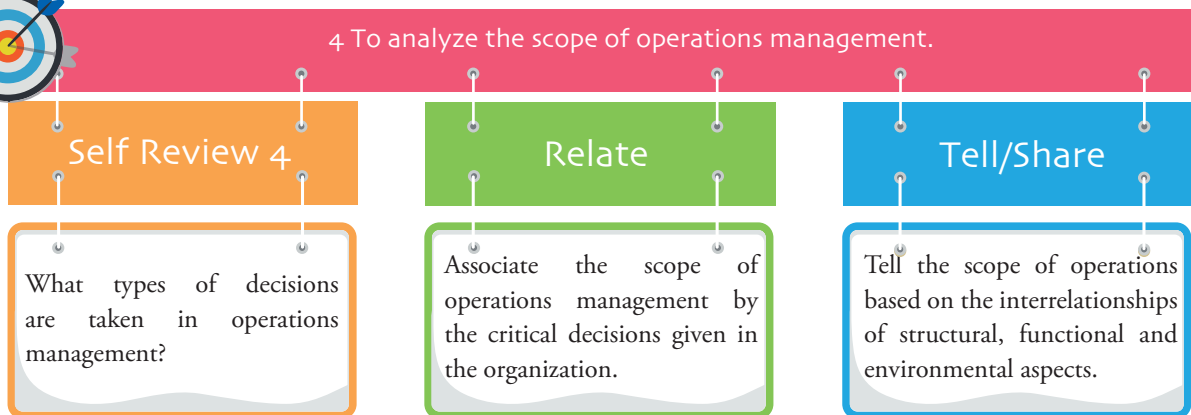 4 To analyze the scope of operations management.
Self Review 4
Relate
Tell/Share
What types of decisions
are taken in operations
management?
Associate the scope of
operations management by
the critical decisions given in
the organization.
Tell the scope of operations
based on the interrelationships
of structural, functional and
environmental aspects.